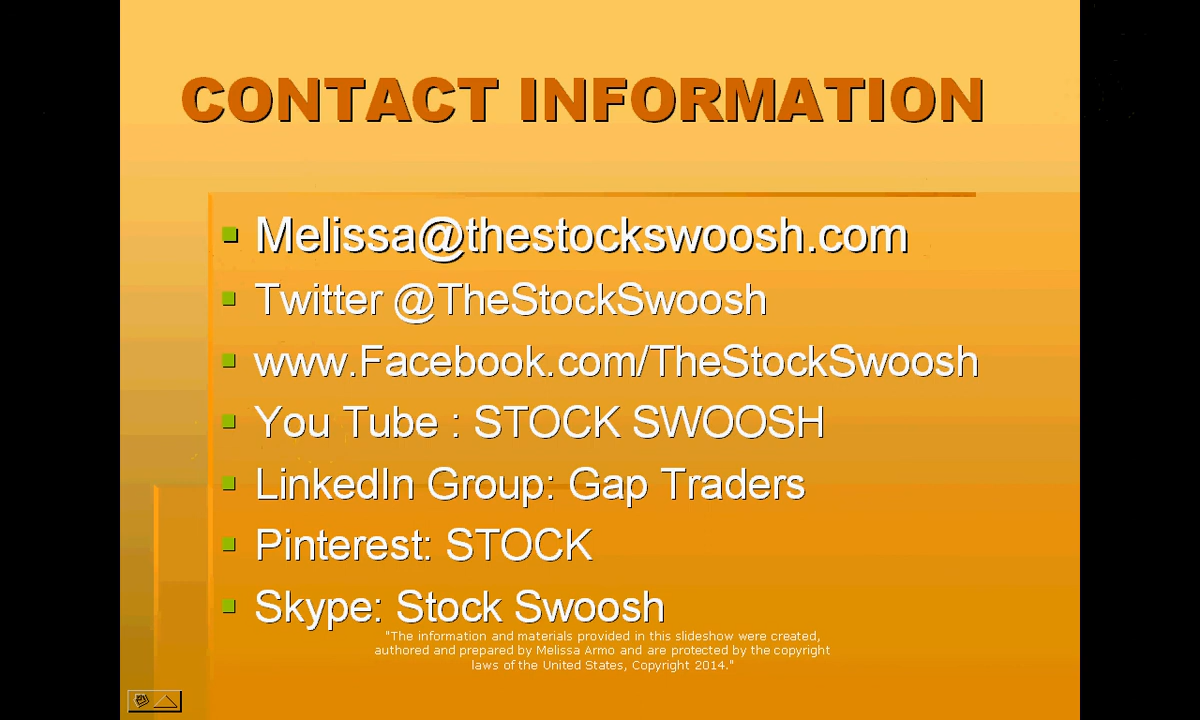 CONTACT INFORMATION
Melissa@thestockswoosh.com
Twitter @TheStockSwoosh
www.Facebook.com/TheStockSwoosh
You Tube : STOCK SWOOSH
LinkedIn Group: Gap Traders
Pinterest: STOCK
Skype: Stock Swoosh
"The information and materials provided in this slideshow were created,
authored and prepared by Melissa Armo and are protected by the copyright
laws of the United States, Copyright 2014."